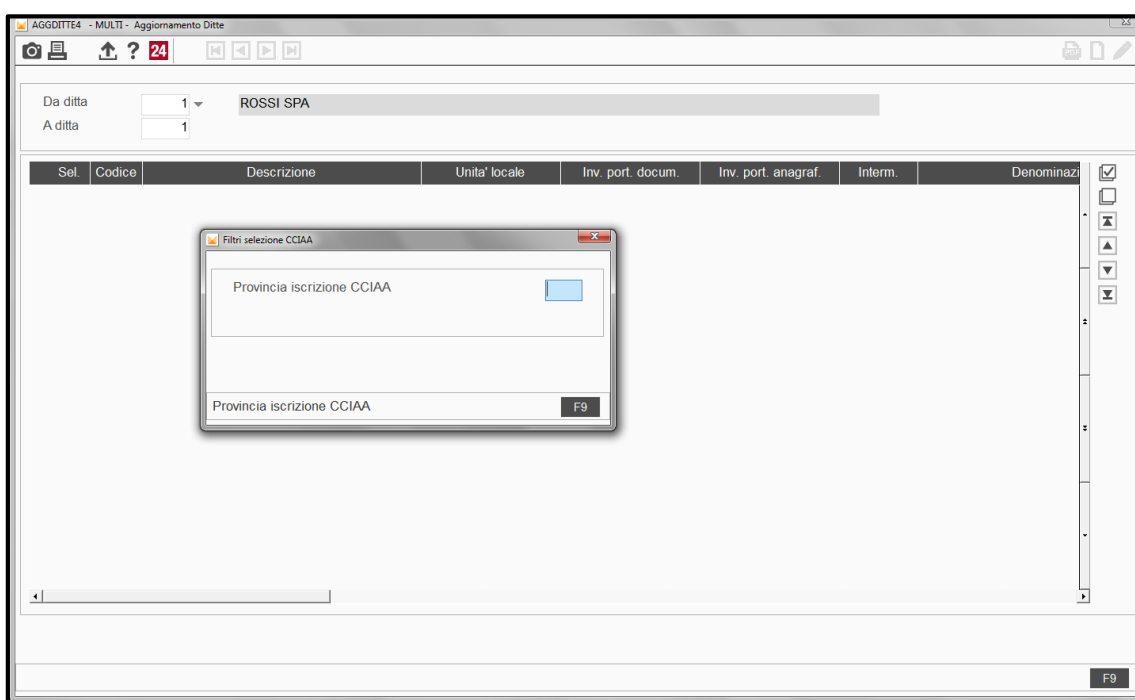 AGGDITTE4 - MULTI - Aggiornamento Ditte
? 24
Da ditta 1 ROSSI SPA
A ditta 1
Sel. Codice Descrizione Unita' locale Inv. port. docum. Inv. port. anagraf. Interm. Denominazi
Filtri selezione CCIAA
Provincia iscrizione CCIAA
Provincia iscrizione CCIAA F9
F9